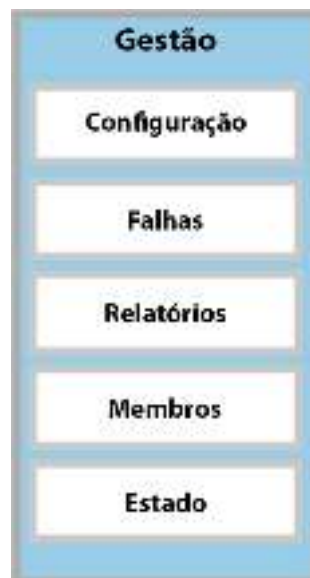 Gestão
Configuração
Falhas
Relatórios
Membros
Estado